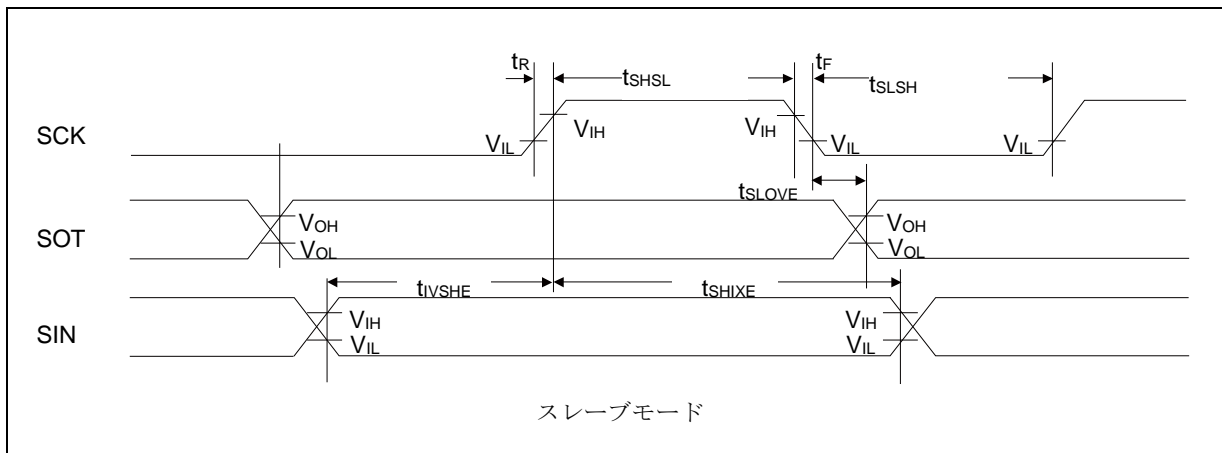 tR tSHSL tF tSLSH
SCK VIL VIH VIH VIL VIL
tSLOVE
SOT VOH VOL VOH VOL
tIVSHE tSHIXE
SIN VIH VIL VIH VIL
スレーブモード